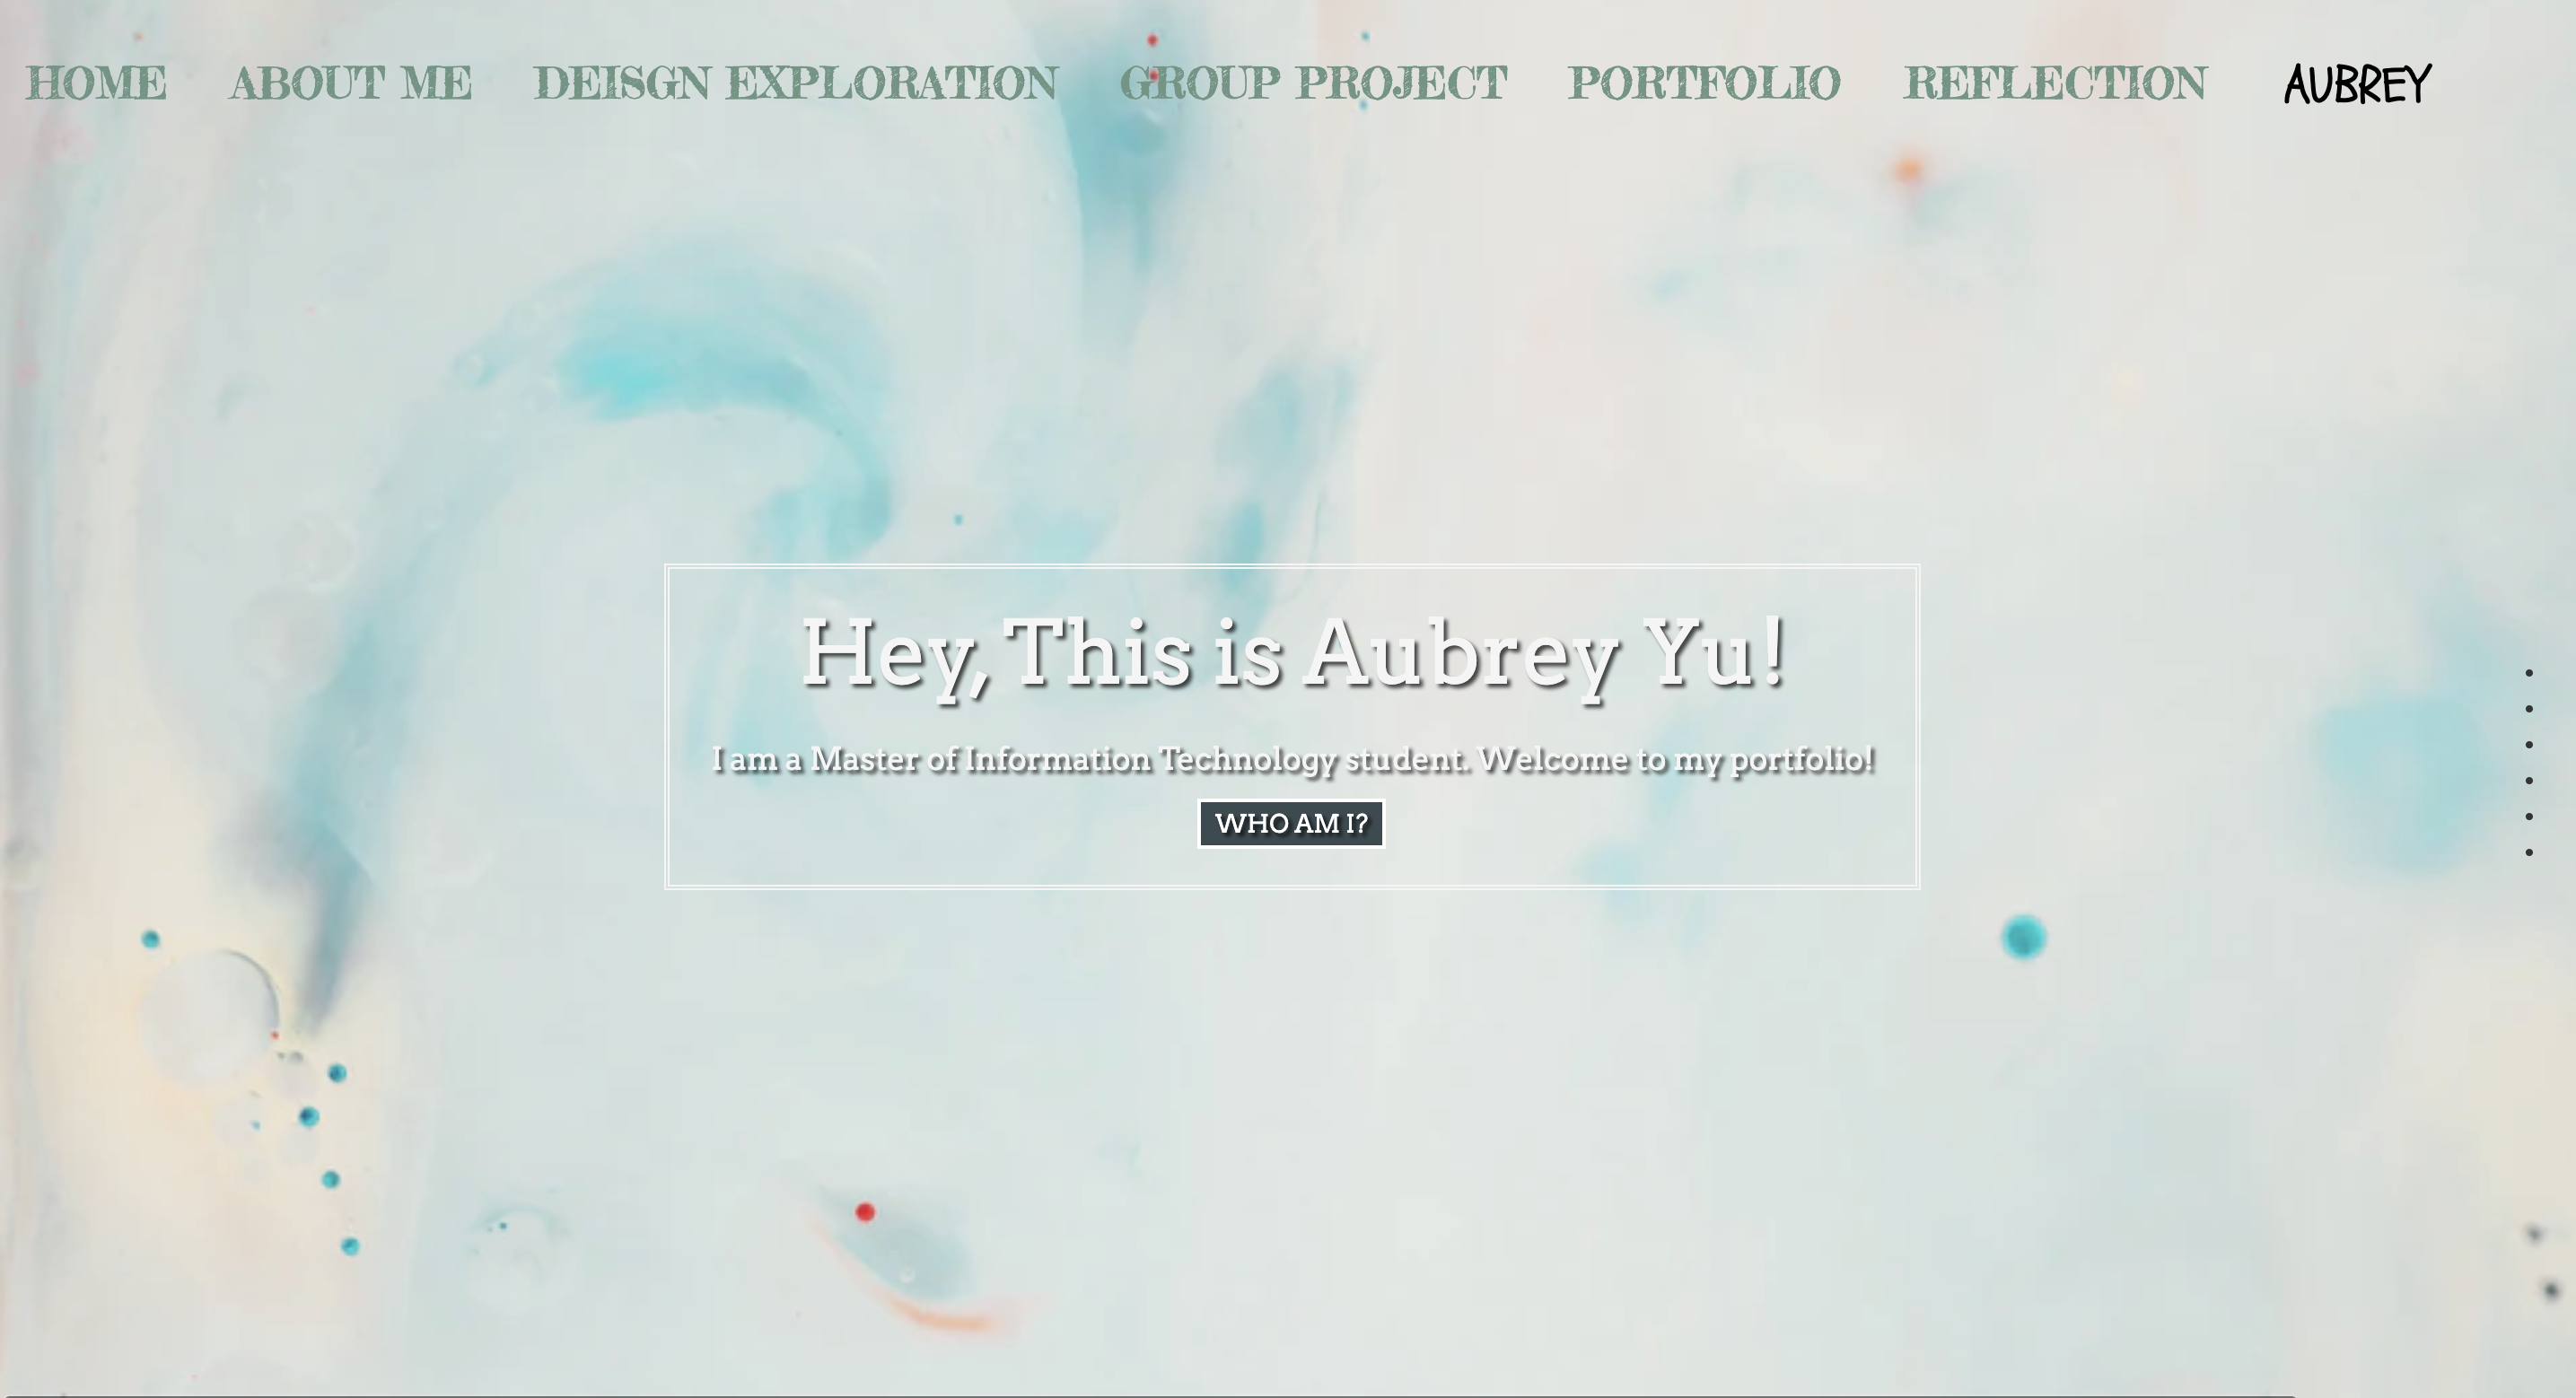 HOME ABOUT ME DEISGN EXPLORATION GROUP PROJECT PORTFOLIO REFLECTION AUBREY
Hey, This is Aubrey Yu!
I am a Master of Information Technology student. Welcome to my portfolio!
WHO AM I?